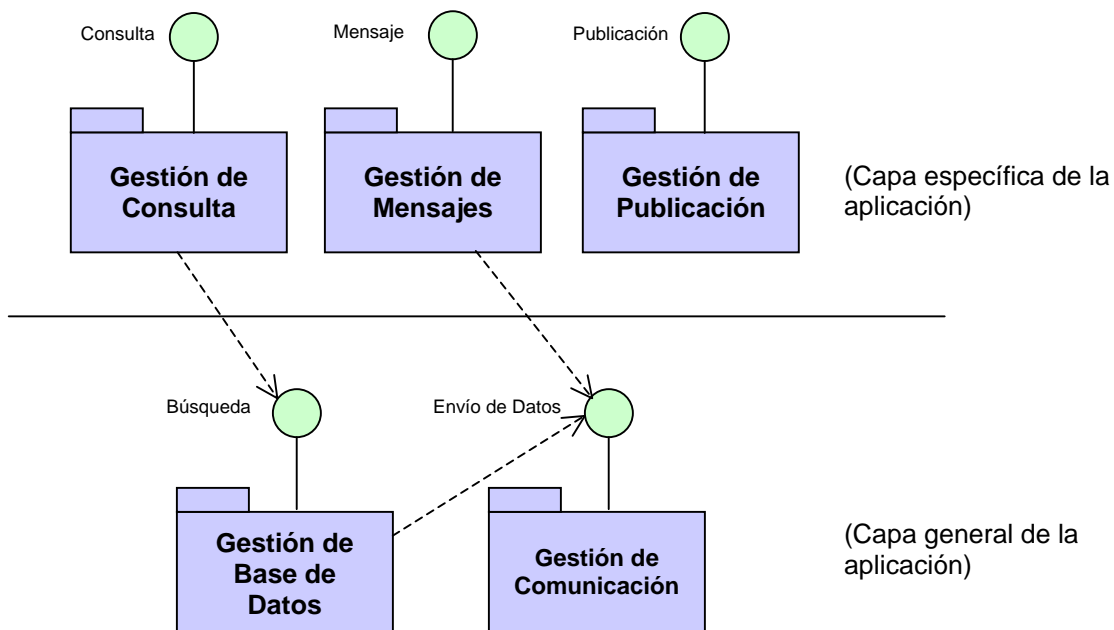 Consulta
Mensaje
Publicación
Gestión de
Consulta
Gestión de
Mensajes
Gestión de
Publicación
(Capa específica de la
aplicación)
Búsqueda
Envío de Datos
Gestión de
Base de
Datos
Gestión de
Comunicación
(Capa general de la
aplicación)